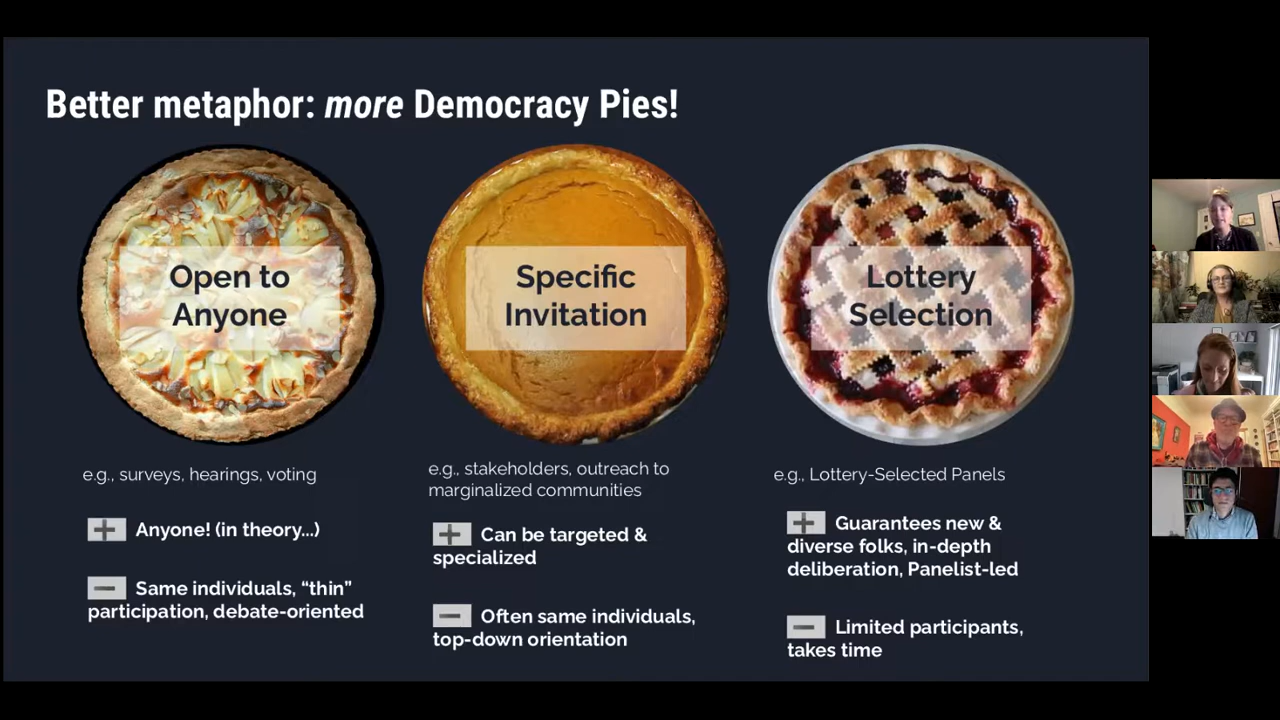 Better metaphor: more Democracy Pies!
Open to
Anyone
Specific
Invitation
Lottery
Selection
e.g., surveys, hearings, voting
+ Anyone! (in theory...)
– Same individuals, “thin”
participation, debate-oriented
e.g., stakeholders, outreach to
marginalized communities
+ Can be targeted &
specialized
– Often same individuals,
top-down orientation
e.g., Lottery-Selected Panels
+ Guarantees new &
diverse folks, in-depth
deliberation, Panelist-led
– Limited participants,
takes time